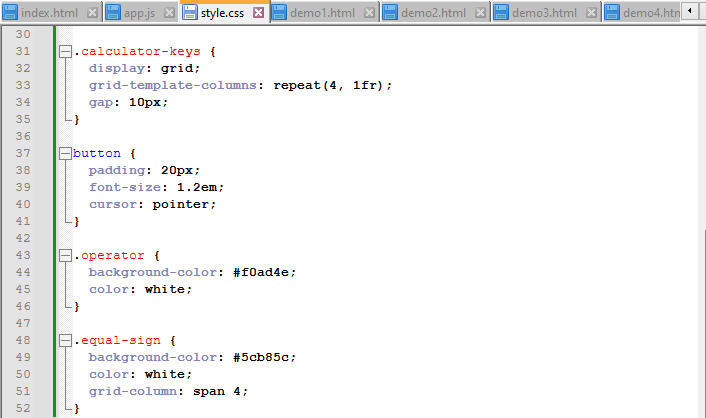 index.html app.js style.css demo1.html demo2.html demo3.html demo4.htm
30
31 .calculator-keys {
32 display: grid;
33 grid-template-columns: repeat(4, 1fr);
34 gap: 10px;
35 }
36
37 button {
38 padding: 20px;
39 font-size: 1.2em;
40 cursor: pointer;
41 }
42
43 .operator {
44 background-color: #f0ad4e;
45 color: white;
46 }
47
48 .equal-sign {
49 background-color: #5cb85c;
50 color: white;
51 grid-column: span 4;
52 }